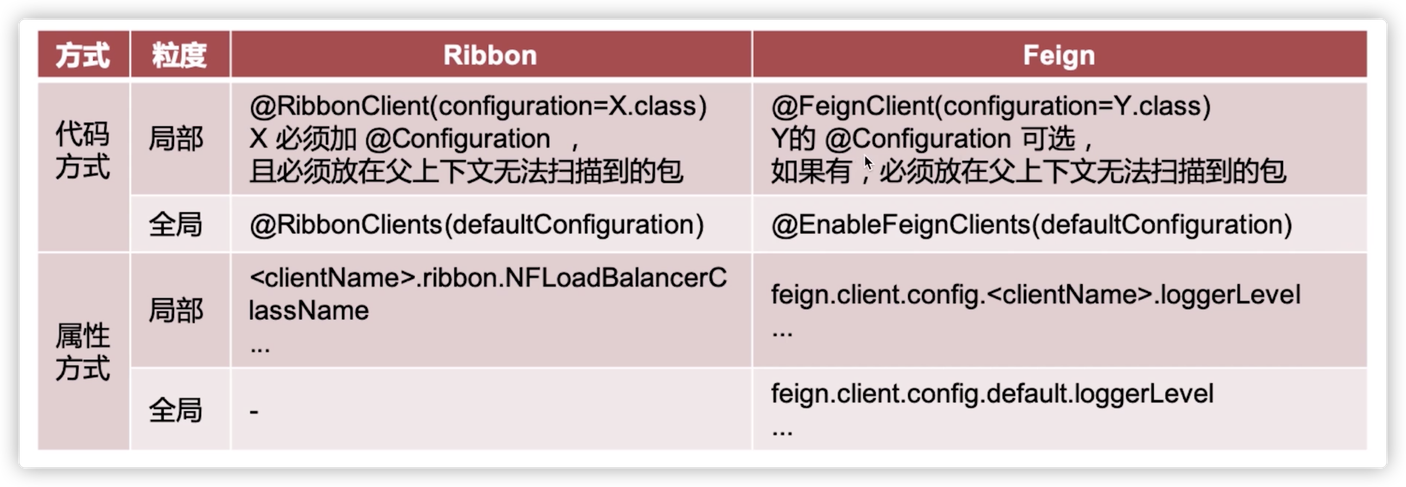 方式 粒度 Ribbon Feign
代码
方式
局部
@RibbonClient(configuration=X.class)
X 必须加 @Configuration ，
且必须放在父上下文无法扫描到的包
@FeignClient(configuration=Y.class)
Y的 @Configuration 可选，
如果有，必须放在父上下文无法扫描到的包
全局
@RibbonClients(defaultConfiguration)
@EnableFeignClients(defaultConfiguration)
属性
方式
局部
<clientName>.ribbon.NFLoadBalancerC
lassName
...
feign.client.config.<clientName>.loggerLevel
...
全局
-
feign.client.config.default.loggerLevel
...